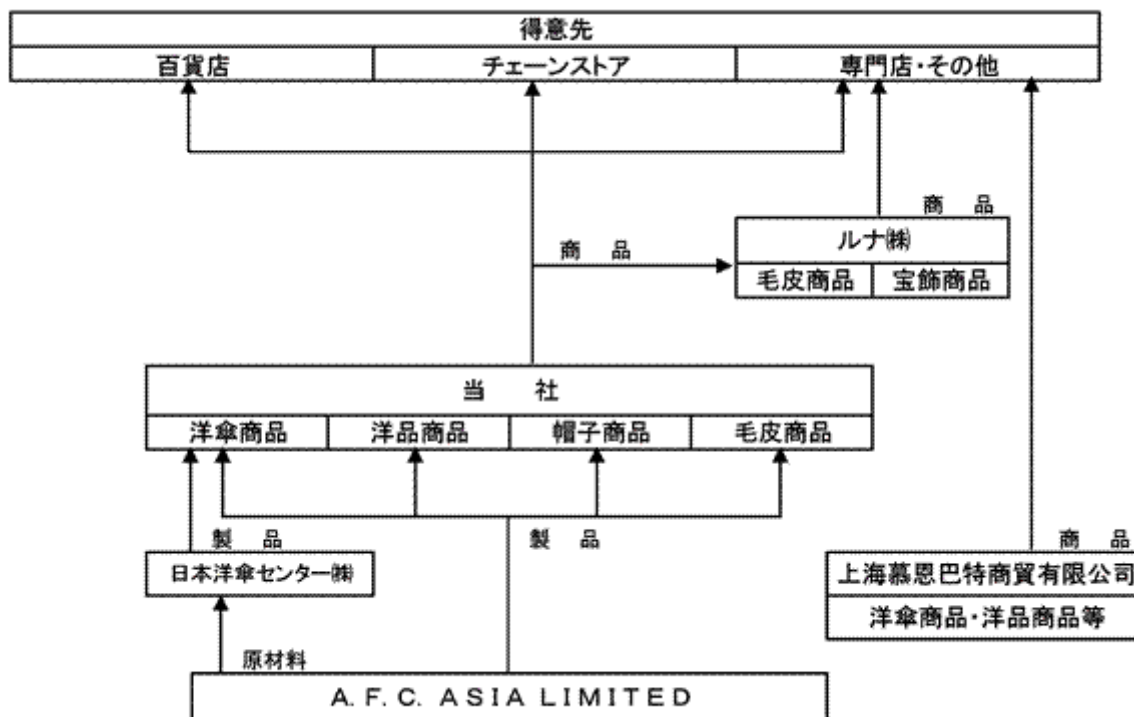 得意先
百貨店 チェーンストア 専門店・その他
商 品
ルナ㈱
商 品
毛皮商品 宝飾商品
当 社
洋傘商品 洋品商品 帽子商品 毛皮商品
製 品 製 品 商 品
日本洋傘センター㈱ 上海慕恩巴特商貿有限公司
洋傘商品・洋品商品等
原材料
A.F.C. ASIA LIMITED